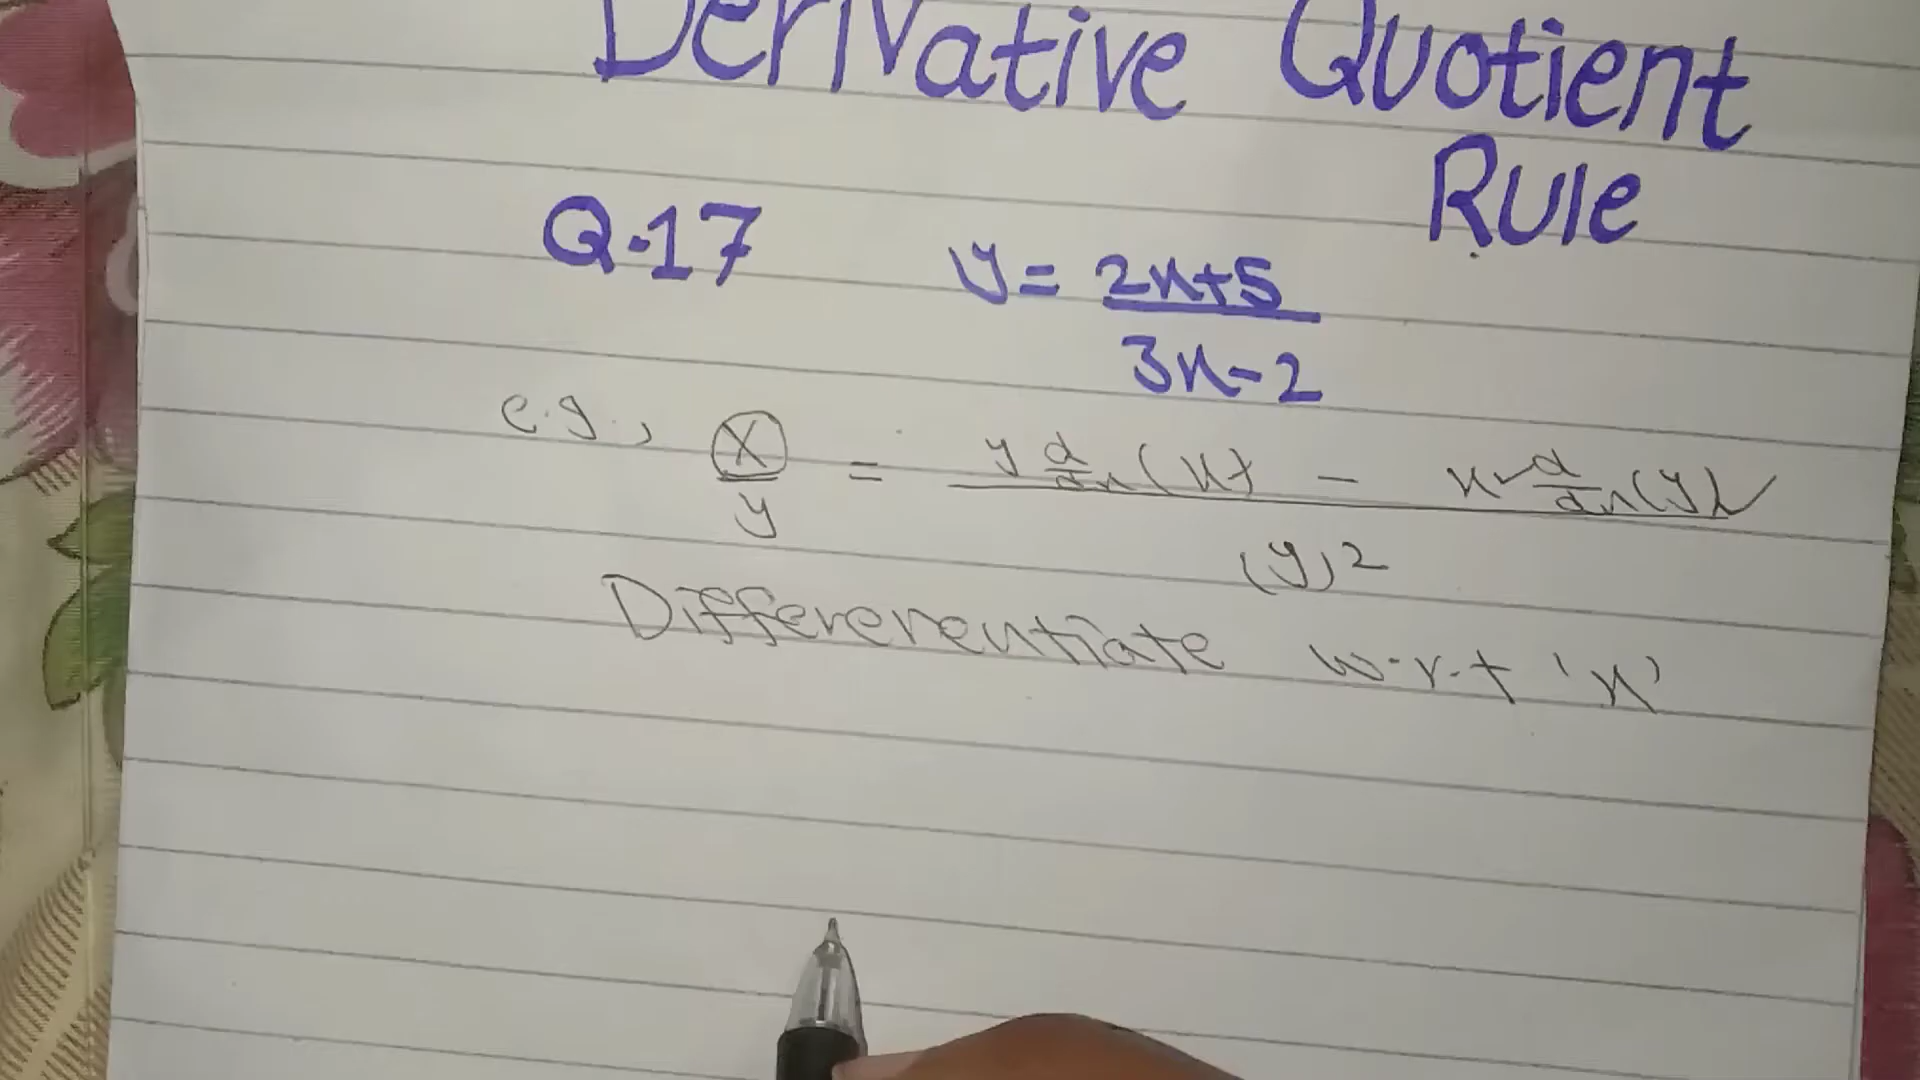 Derivative Quotient
Rule
Q.17 y = 2x+5 / 3x-2
e.g., x/y = y d/dx (x) - x d/dx (y) / (y)2
Differerentiate w.r.t 'x'